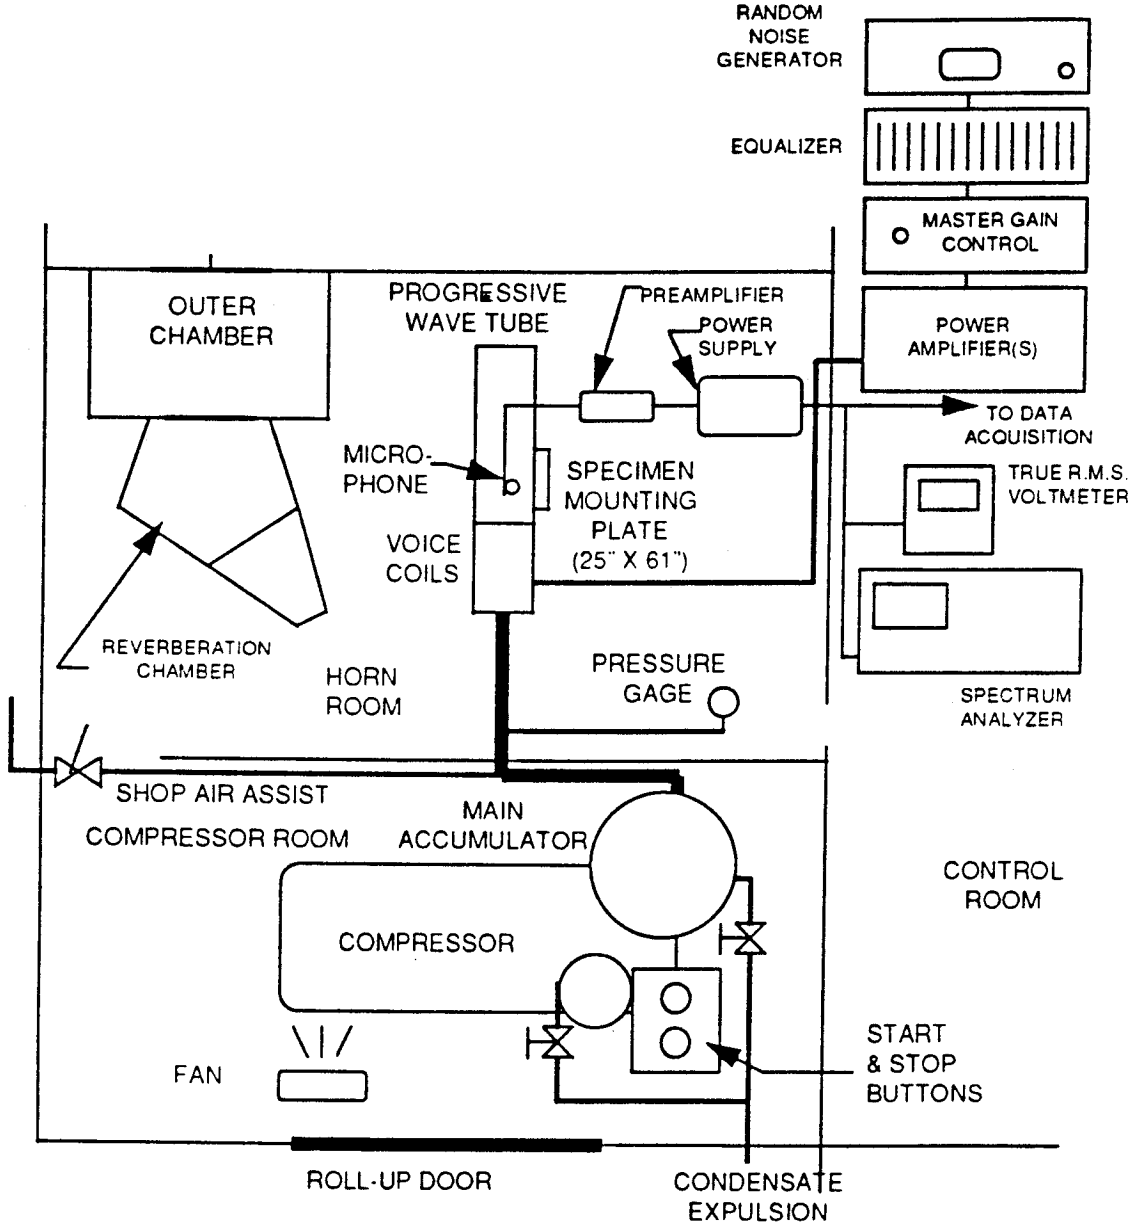 RANDOM
NOISE
GENERATOR
EQUALIZER
MASTER GAIN
CONTROL
POWER
AMPLIFIER(S)
OUTER
CHAMBER
PROGRESSIVE
WAVE TUBE
PREAMPLIFIER
POWER
SUPPLY
TO DATA
ACQUISITION
MICRO-
PHONE
SPECIMEN
MOUNTING
PLATE
(25" X 61")
TRUE R.M.S.
VOLTMETER
VOICE
COILS
REVERBERATION
CHAMBER
HORN
ROOM
PRESSURE
GAGE
SPECTRUM
ANALYZER
SHOP AIR ASSIST
COMPRESSOR ROOM
MAIN
ACCUMULATOR
CONTROL
ROOM
COMPRESSOR
FAN
START
& STOP
BUTTONS
ROLL-UP DOOR
CONDENSATE
EXPULSION